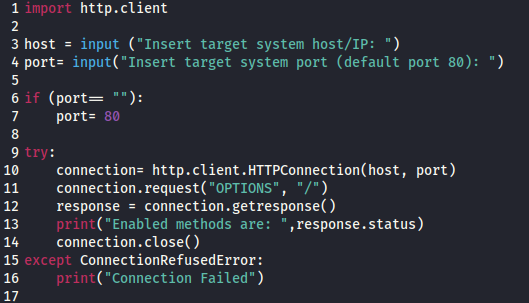 1 import http.client
2
3 host = input ("Insert target system host/IP: ")
4 port= input("Insert target system port (default port 80): ")
5
6 if (port== ""):
7     port= 80
8
9 try:
10     connection= http.client.HTTPConnection(host, port)
11     connection.request("OPTIONS", "/")
12     response = connection.getresponse()
13     print("Enabled methods are: ",response.status)
14     connection.close()
15 except ConnectionRefusedError:
16     print("Connection Failed")
17